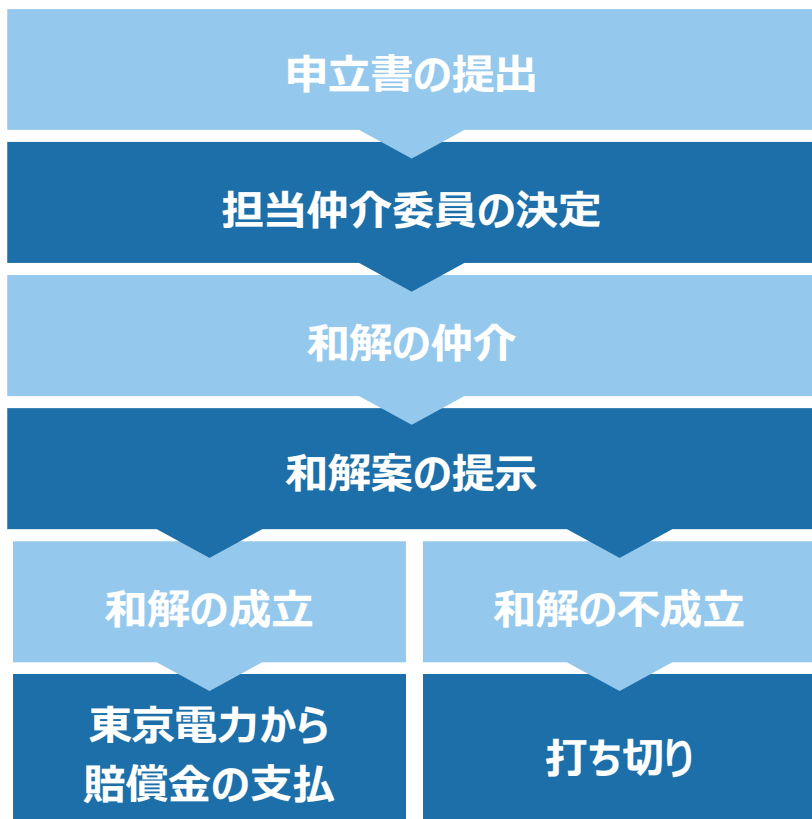 申立書の提出
担当仲介委員の決定
和解の仲介
和解案の提示
和解の成立
和解の不成立
東京電力から
賠償金の支払
打ち切り